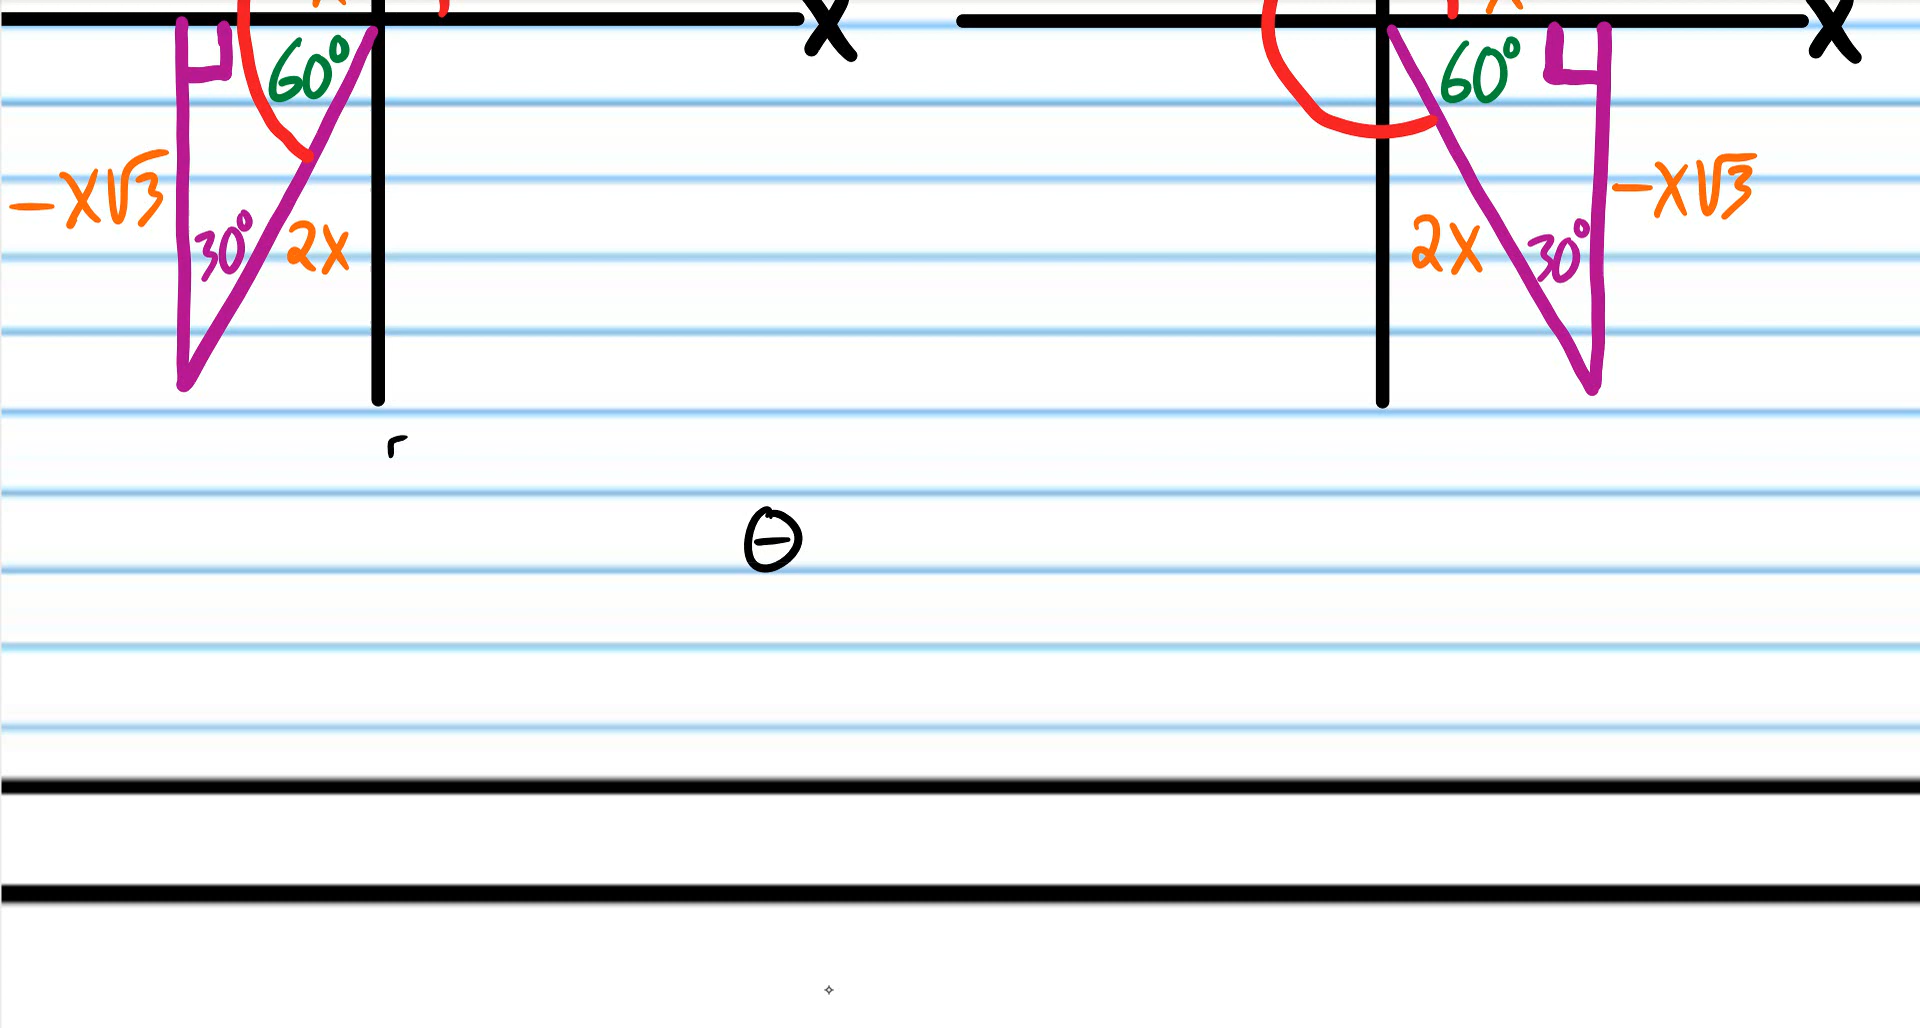 X X
60° 60°
-X√3 -X√3
30° 2X 2X 30°
r
θ